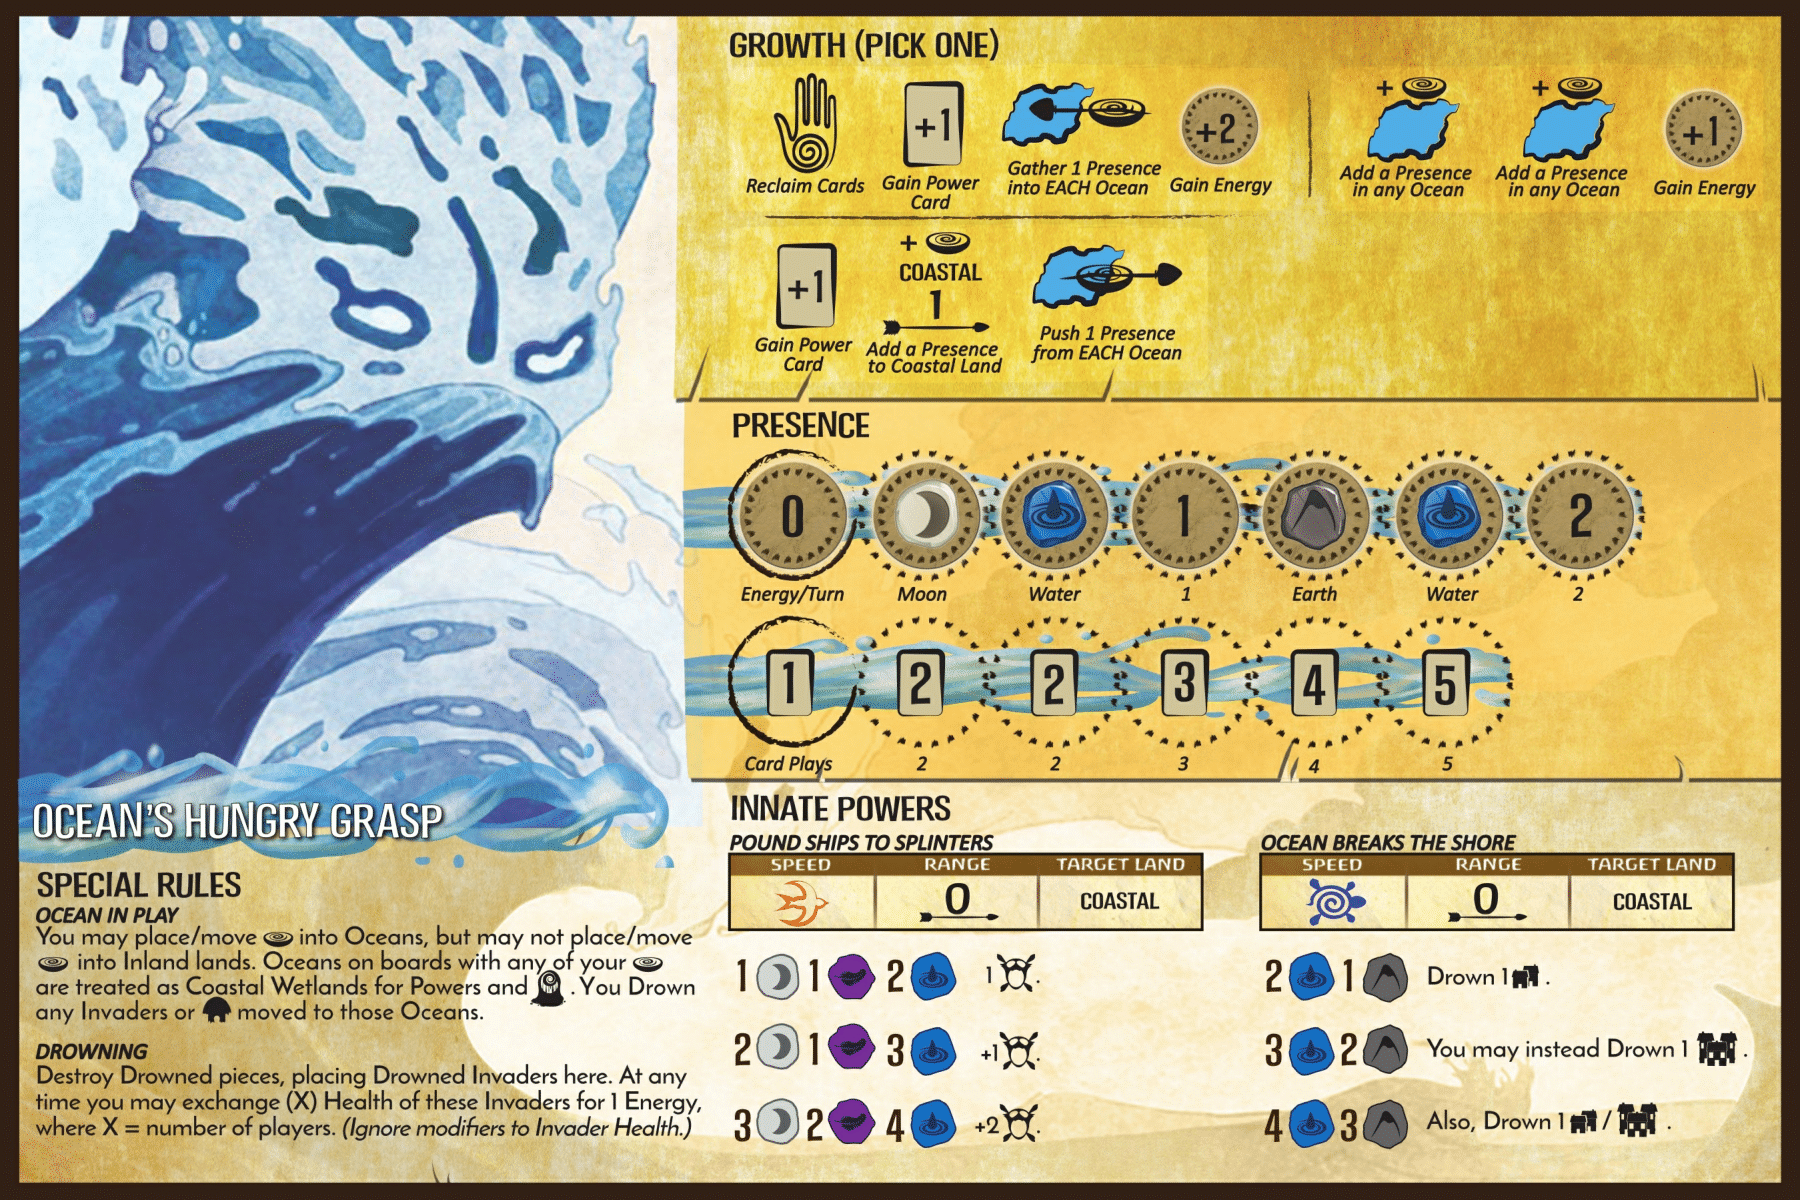 GROWTH (PICK ONE)
+1
+2
+
+
+1
Reclaim Cards
Gain Power
Card
Gather 1 Presence
into EACH Ocean
Gain Energy
Add a Presence
in any Ocean
Add a Presence
in any Ocean
Gain Energy
+1
+
COASTAL
1
Gain Power
Card
Add a Presence
to Coastal Land
Push 1 Presence
from EACH Ocean
PRESENCE
0
1
2
Energy/Turn
Moon
Water
1
Earth
Water
2
1
2
2
3
4
5
Card Plays
2
2
3
4
5
OCEAN'S HUNGRY GRASP
SPECIAL RULES
OCEAN IN PLAY
You may place/move into Oceans, but may not place/move
into Inland lands. Oceans on boards with any of your
are treated as Coastal Wetlands for Powers and . You Drown
any Invaders or moved to those Oceans.
DROWNING
Destroy Drowned pieces, placing Drowned Invaders here. At any
time you may exchange (X) Health of these Invaders for 1 Energy,
where X = number of players. (Ignore modifiers to Invader Health.)
INNATE POWERS
POUND SHIPS TO SPLINTERS
SPEED RANGE TARGET LAND
0 COASTAL
1 1 2 1 .
2 1 3 +1 .
3 2 4 +2 .
OCEAN BREAKS THE SHORE
SPEED RANGE TARGET LAND
0 COASTAL
2 1 Drown 1 .
3 2 You may instead Drown 1 .
4 3 Also, Drown 1 / .